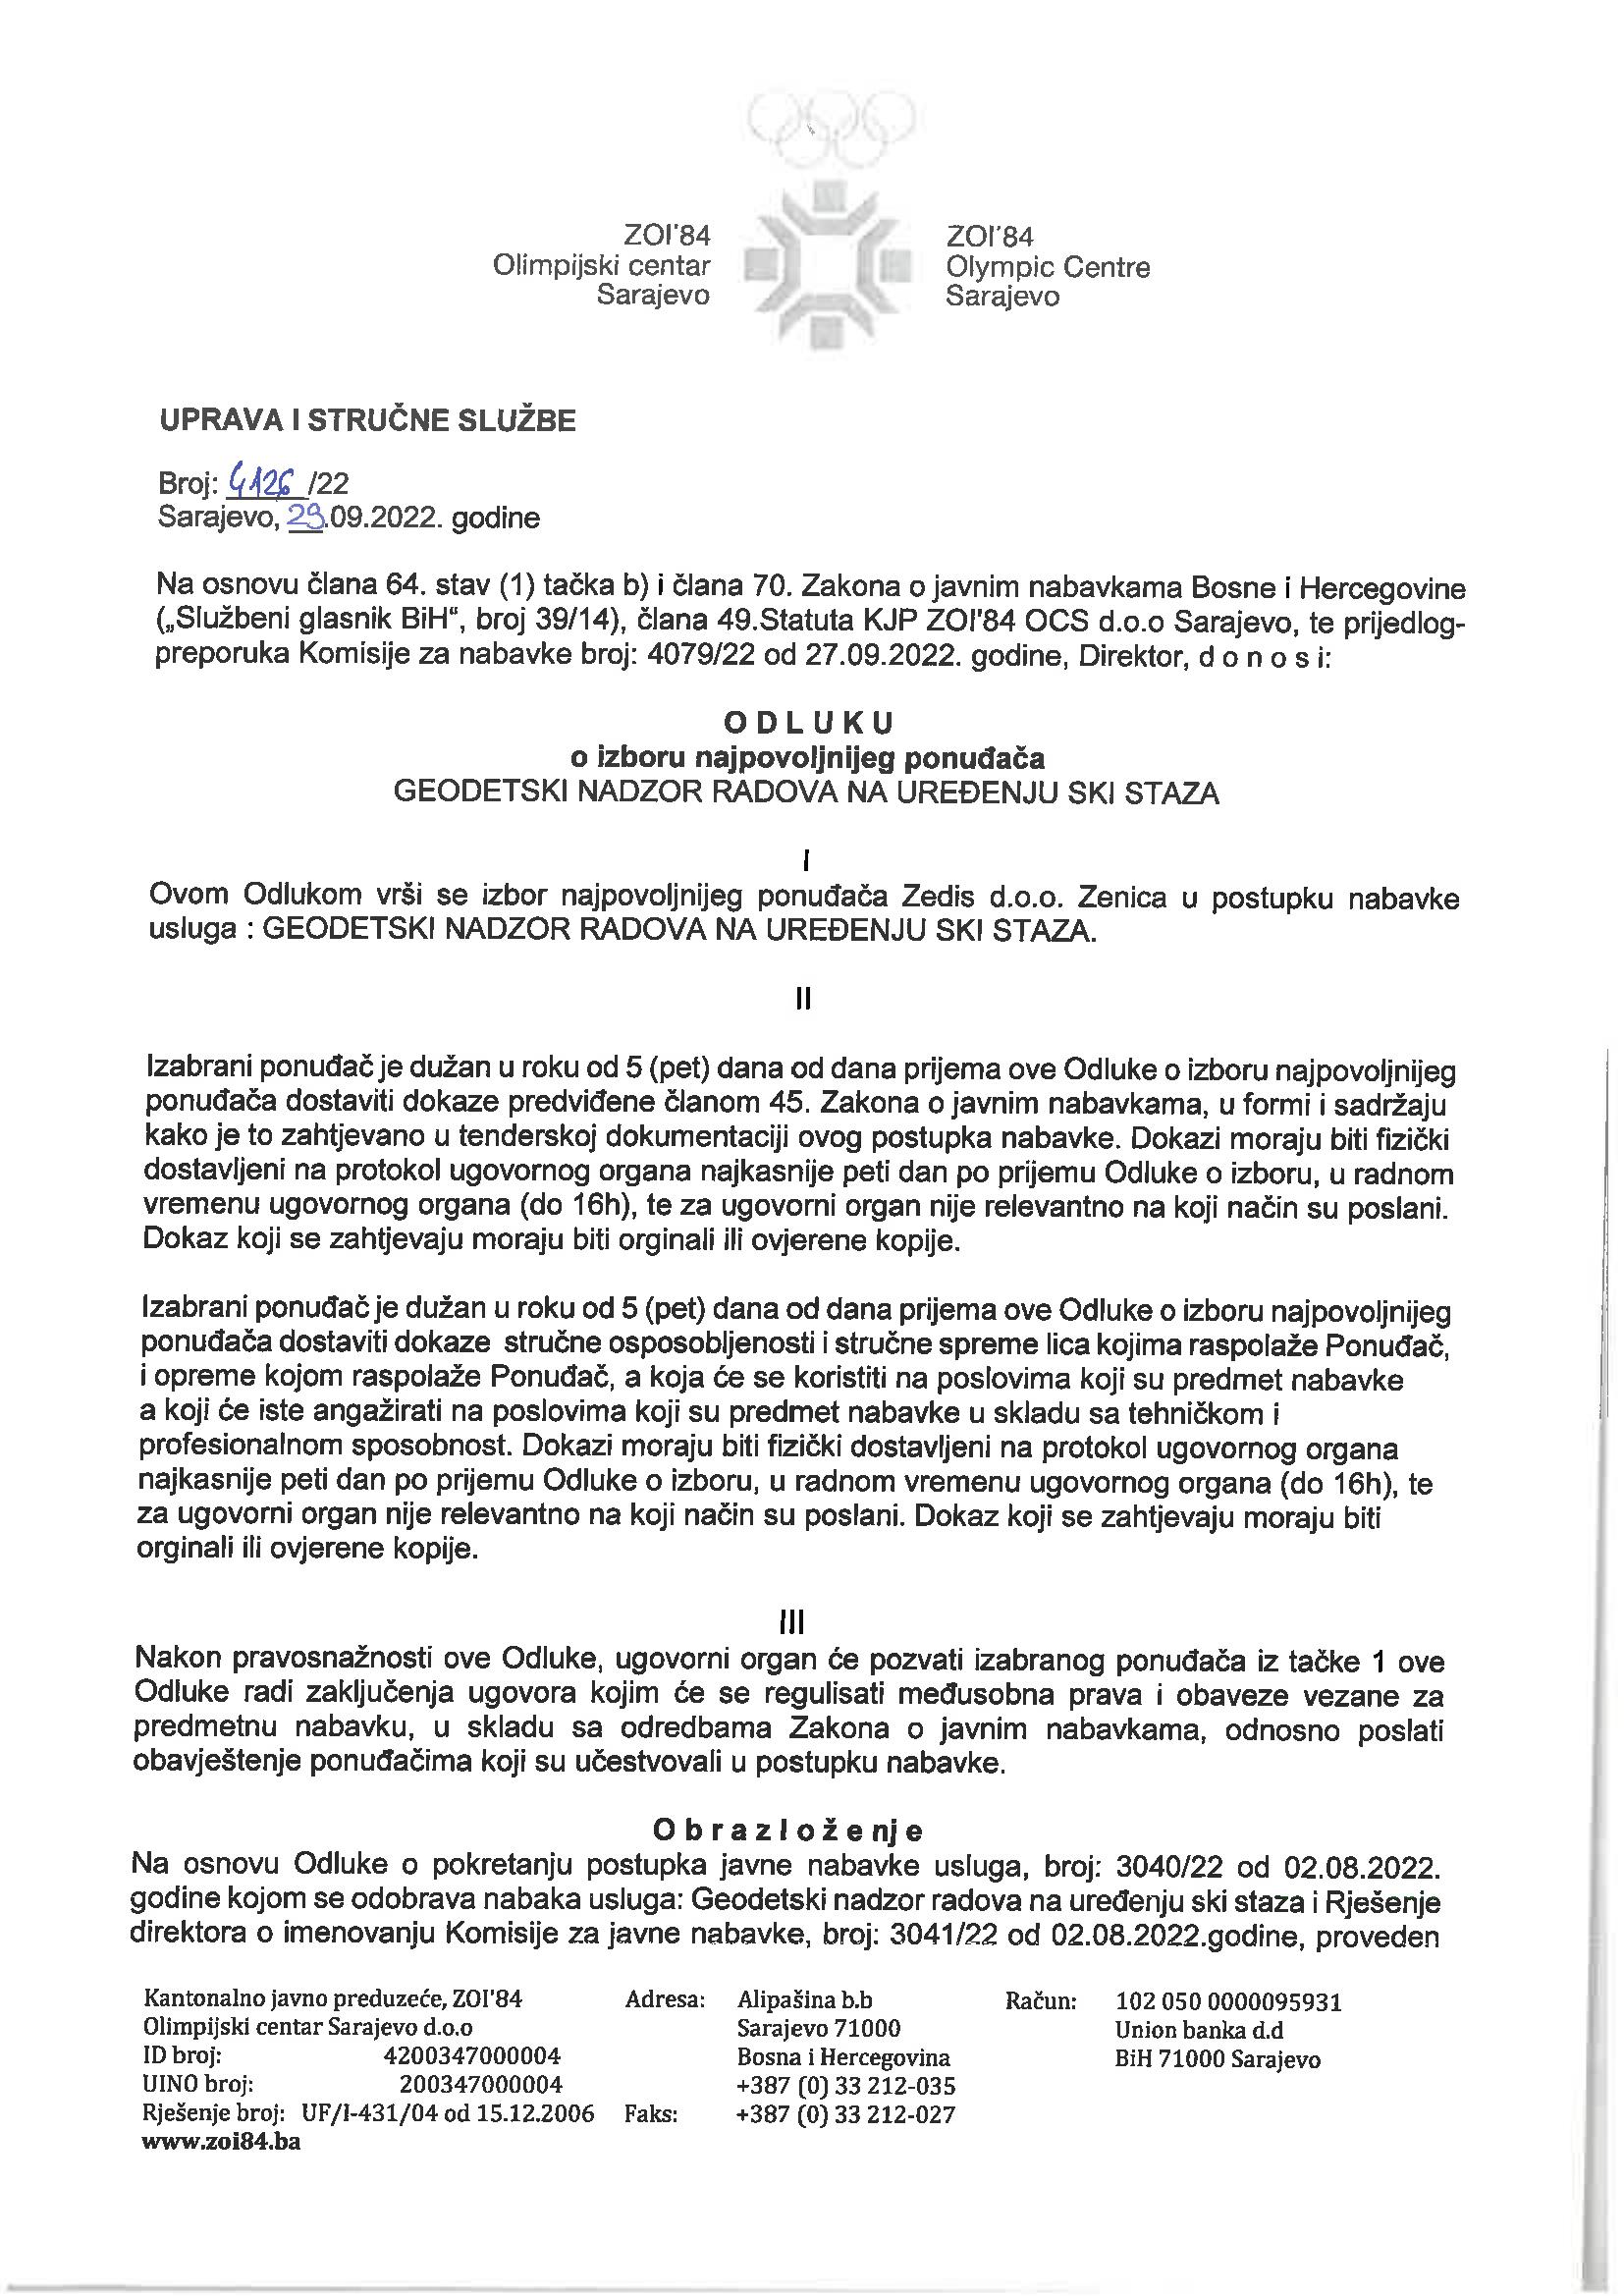 ZOI'84
Olimpijski centar
Sarajevo
ZOI'84
Olympic Centre
Sarajevo
UPRAVA I STRUČNE SLUŽBE
Broj: 4126 /22
Sarajevo, 29.09.2022. godine
Na osnovu člana 64. stav (1) tačka b) i člana 70. Zakona o javnim nabavkama Bosne i Hercegovine
(„Službeni glasnik BiH“, broj 39/14), člana 49.Statuta KJP ZOI'84 OCS d.o.o Sarajevo, te prijedlog-
preporuka Komisije za nabavke broj: 4079/22 od 27.09.2022. godine, Direktor, d o n o s i:
O D L U K U
o izboru najpovoljnijeg ponuđača
GEODETSKI NADZOR RADOVA NA UREĐENJU SKI STAZA
I
Ovom Odlukom vrši se izbor najpovoljnijeg ponuđača Zedis d.o.o. Zenica u postupku nabavke
usluga : GEODETSKI NADZOR RADOVA NA UREĐENJU SKI STAZA.
II
Izabrani ponuđač je dužan u roku od 5 (pet) dana od dana prijema ove Odluke o izboru najpovoljnijeg
ponuđača dostaviti dokaze predviđene članom 45. Zakona o javnim nabavkama, u formi i sadržaju
kako je to zahtjevano u tenderskoj dokumentaciji ovog postupka nabavke. Dokazi moraju biti fizički
dostavljeni na protokol ugovornog organa najkasnije peti dan po prijemu Odluke o izboru, u radnom
vremenu ugovornog organa (do 16h), te za ugovorni organ nije relevantno na koji način su poslani.
Dokaz koji se zahtjevaju moraju biti orginali ili ovjerene kopije.
Izabrani ponuđač je dužan u roku od 5 (pet) dana od dana prijema ove Odluke o izboru najpovoljnijeg
ponuđača dostaviti dokaze stručne osposobljenosti i stručne spreme lica kojima raspolaže Ponuđač,
i opreme kojom raspolaže Ponuđač, a koja će se koristiti na poslovima koji su predmet nabavke
a koji će iste angažirati na poslovima koji su predmet nabavke u skladu sa tehničkom i
profesionalnom sposobnost. Dokazi moraju biti fizički dostavljeni na protokol ugovornog organa
najkasnije peti dan po prijemu Odluke o izboru, u radnom vremenu ugovornog organa (do 16h), te
za ugovorni organ nije relevantno na koji način su poslani. Dokaz koji se zahtjevaju moraju biti
orginali ili ovjerene kopije.
III
Nakon pravosnažnosti ove Odluke, ugovorni organ će pozvati izabranog ponuđača iz tačke 1 ove
Odluke radi zaključenja ugovora kojim će se regulisati međusobna prava i obaveze vezane za
predmetnu nabavku, u skladu sa odredbama Zakona o javnim nabavkama, odnosno poslati
obavještenje ponuđačima koji su učestvovali u postupku nabavke.
O b r a z l o ž e nj e
Na osnovu Odluke o pokretanju postupka javne nabavke usluga, broj: 3040/22 od 02.08.2022.
godine kojom se odobrava nabaka usluga: Geodetski nadzor radova na uređenju ski staza i Rješenje
direktora o imenovanju Komisije za javne nabavke, broj: 3041/22 od 02.08.2022.godine, proveden
Kantonalno javno preduzeće, ZOI'84 Adresa: Alipašina b.b Račun: 102 050 0000095931
Olimpijski centar Sarajevo d.o.o Sarajevo 71000 Union banka d.d
ID broj: 4200347000004 Bosna i Hercegovina BiH 71000 Sarajevo
UINO broj: 200347000004 +387 (0) 33 212-035
Rješenje broj: UF/I-431/04 od 15.12.2006 Faks: +387 (0) 33 212-027
www.zoi84.ba